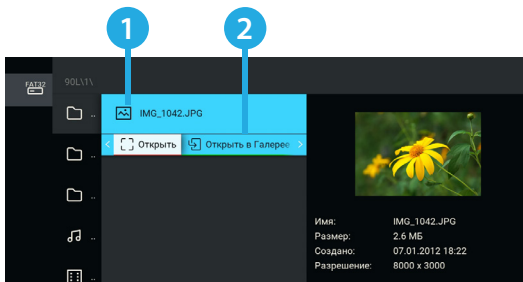 1 2
FAT32 90L\1\
.. IMG_1042.JPG
< Открыть Открыть в Галерее >
..
..
..
..
Имя: IMG_1042.JPG
Размер: 2.6 МБ
Создано: 07.01.2012 18:22
Разрешение: 8000 x 3000